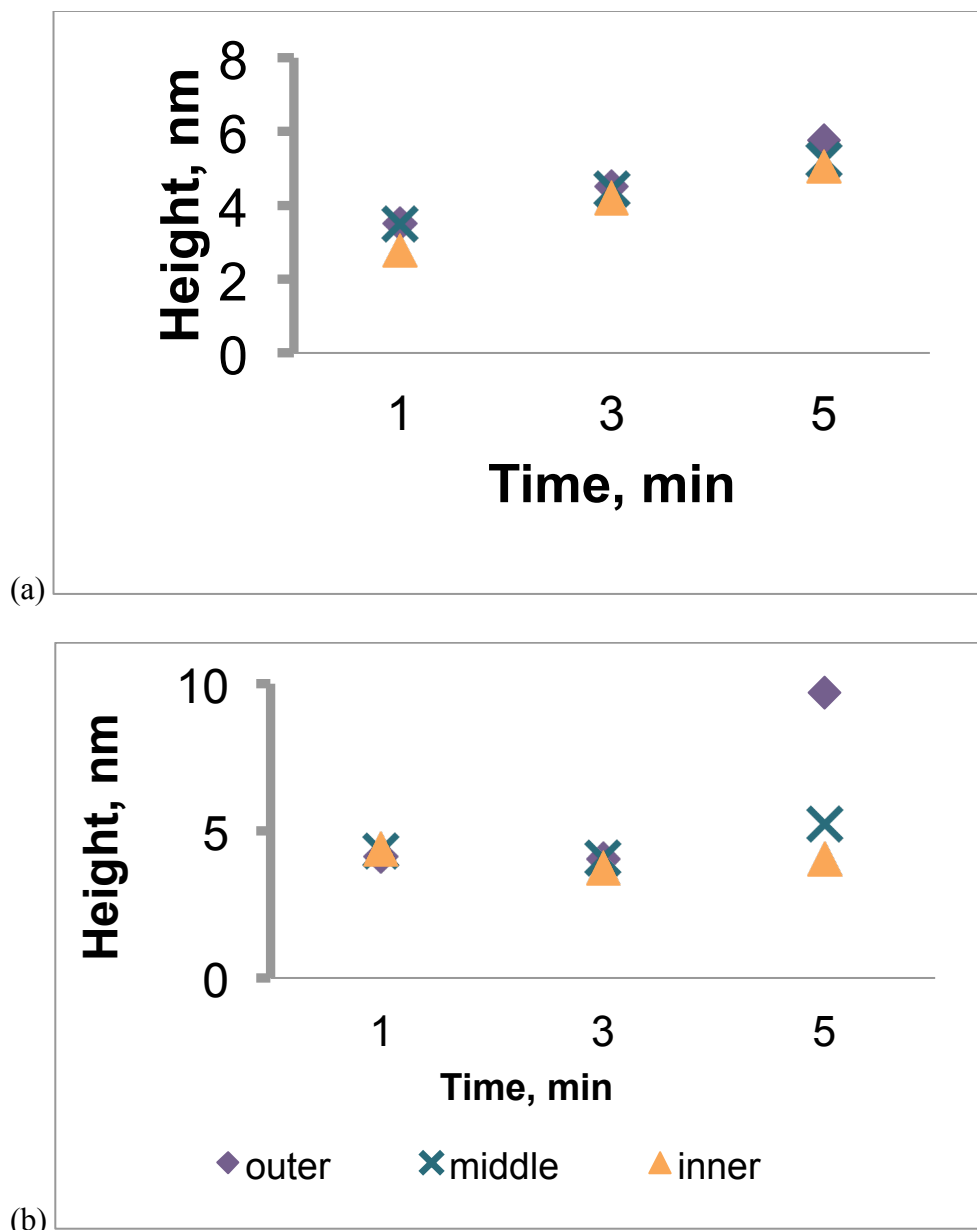 8
6
4
2
0
Height, nm
1 3 5
Time, min
(a)
10
5
0
Height, nm
1 3 5
Time, min
outer middle inner
(b)